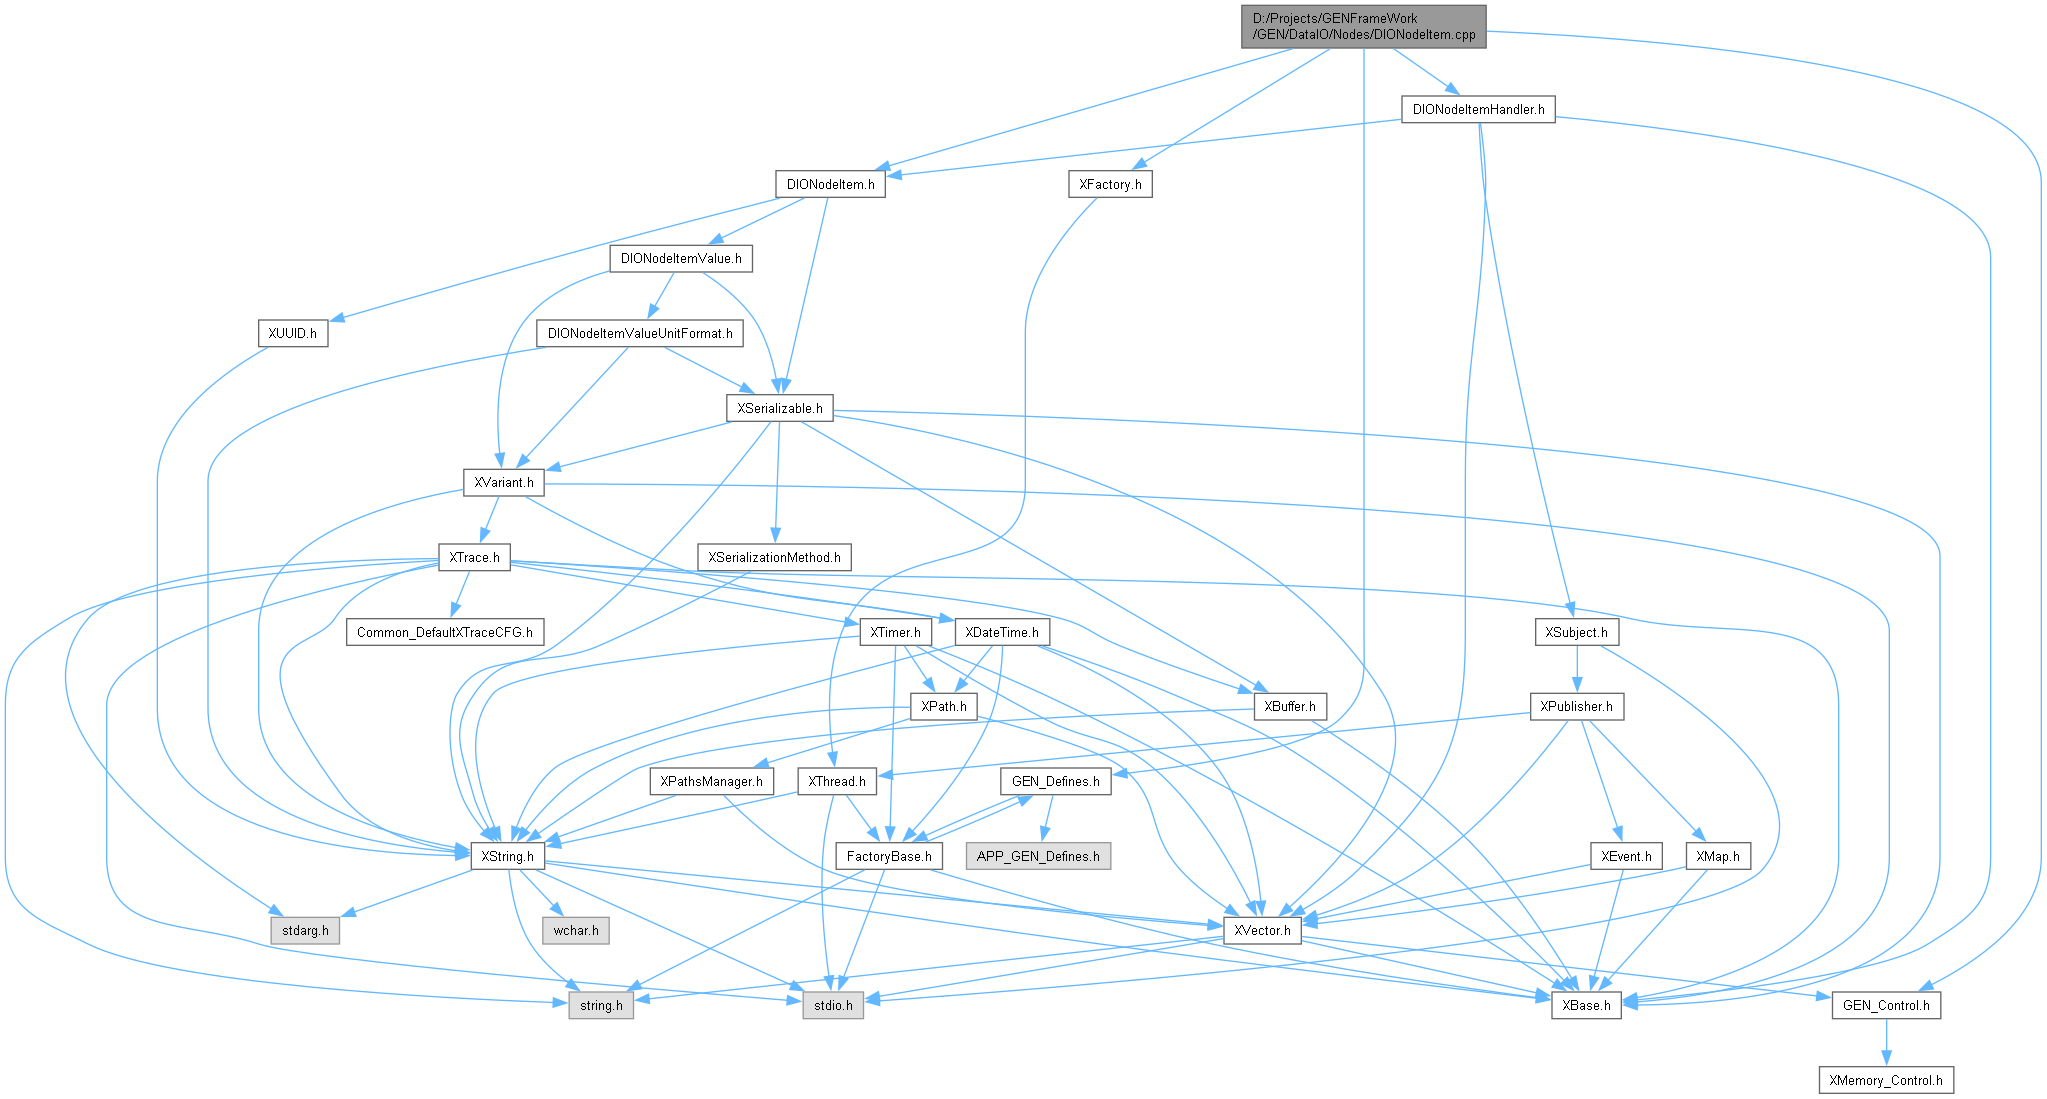 D:/Projects/GENFrameWork
/GEN/DataIO/Nodes/DIONodeItem.cpp
DIONodeItemHandler.h
DIONodeItem.h
XFactory.h
DIONodeItemValue.h
XUUID.h
DIONodeItemValueUnitFormat.h
XSerializable.h
XVariant.h
XTrace.h
XSerializationMethod.h
Common_DefaultXTraceCFG.h
XTimer.h
XDateTime.h
XSubject.h
XPath.h
XBuffer.h
XPublisher.h
XPathsManager.h
XThread.h
GEN_Defines.h
XString.h
FactoryBase.h
APP_GEN_Defines.h
XEvent.h
XMap.h
stdarg.h
wchar.h
XVector.h
string.h
stdio.h
XBase.h
GEN_Control.h
XMemory_Control.h